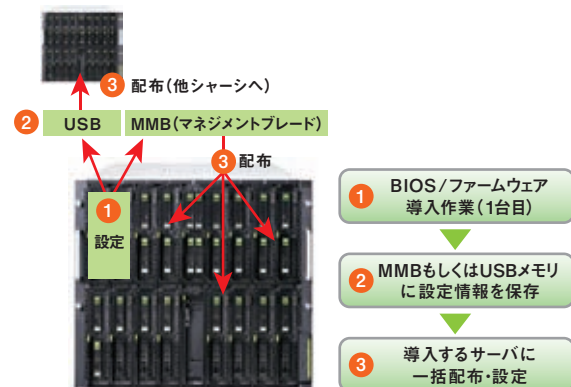 3 配布(他シャーシへ)
2 USB MMB(マネジメントブレード)
3 配布
1
設定
1 BIOS/ファームウェア
導入作業(1台目)
2 MMBもしくはUSBメモリ
に設定情報を保存
3 導入するサーバに
一括配布・設定